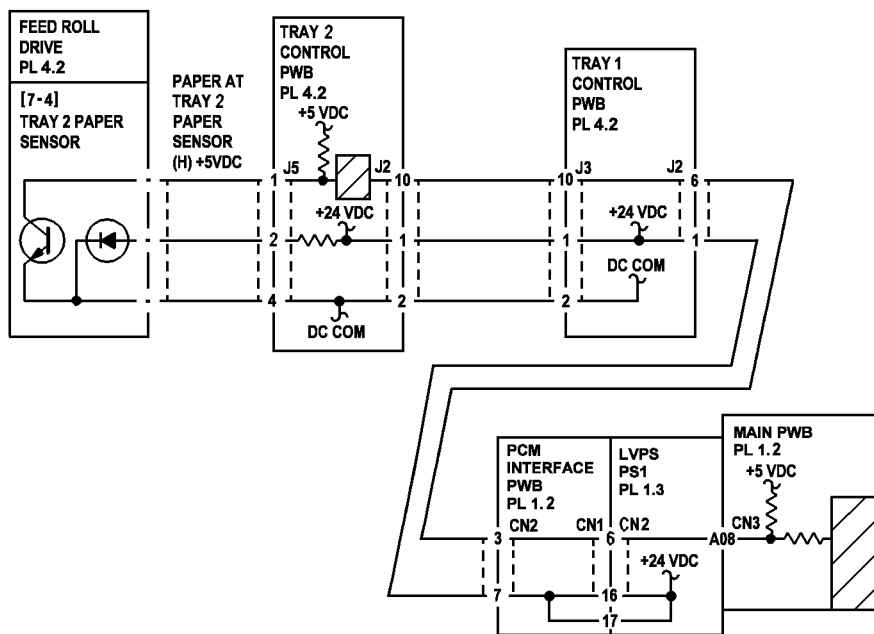 FEED ROLL
DRIVE
PL 4.2
[7-4]
TRAY 2 PAPER
SENSOR
PAPER AT
TRAY 2
PAPER
SENSOR
(H) +5VDC
TRAY 2
CONTROL
PWB
PL 4.2
+5 VDC
1 J5 J2 10
+24 VDC
2 1
4 2
DC COM
TRAY 1
CONTROL
PWB
PL 4.2
10 J3 J2 6
+24 VDC
1 1
DC COM
2
PCM
INTERFACE
PWB
PL 1.2
LVPS
PS1
PL 1.3
MAIN PWB
PL 1.2
+5 VDC
3 CN2 CN1 6 CN2 A08 CN3
+24 VDC
7 16
17